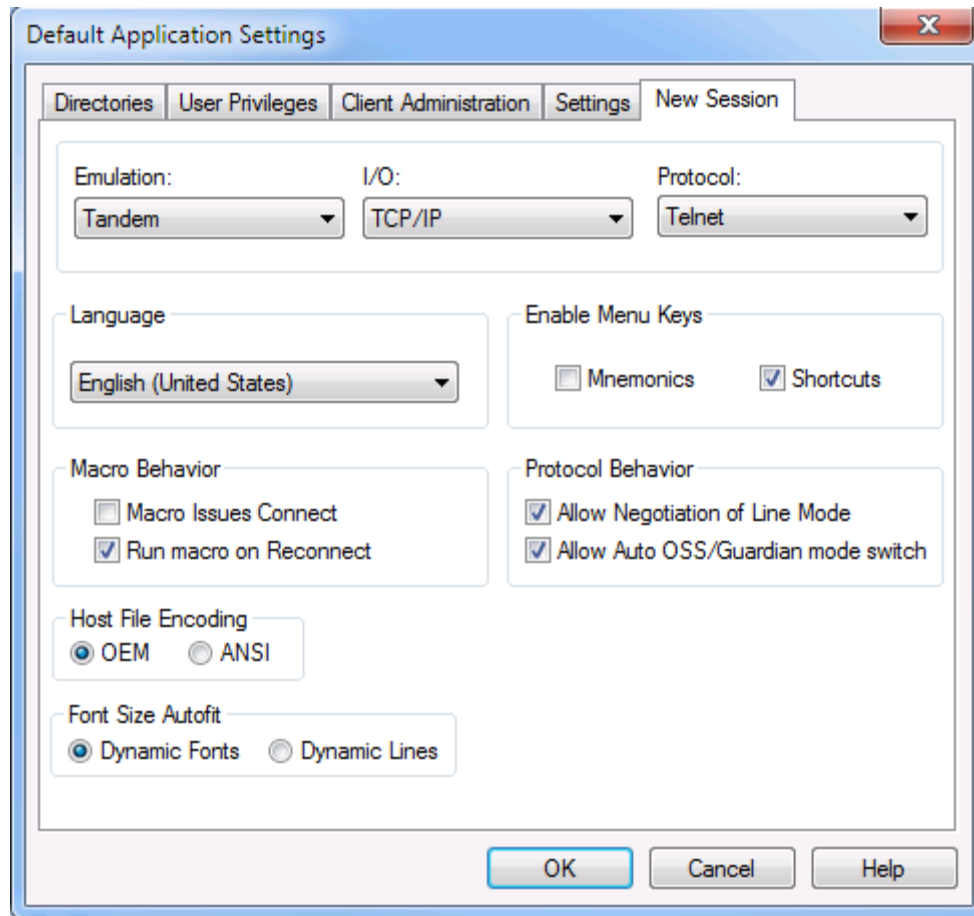 Default Application Settings
Directories User Privileges Client Administration Settings New Session
Emulation: I/O: Protocol:
Tandem TCP/IP Telnet
Language Enable Menu Keys
English (United States) Mnemonics Shortcuts
Macro Behavior Protocol Behavior
Macro Issues Connect Allow Negotiation of Line Mode
Run macro on Reconnect Allow Auto OSS/Guardian mode switch
Host File Encoding
OEM ANSI
Font Size Autofit
Dynamic Fonts Dynamic Lines
OK Cancel Help